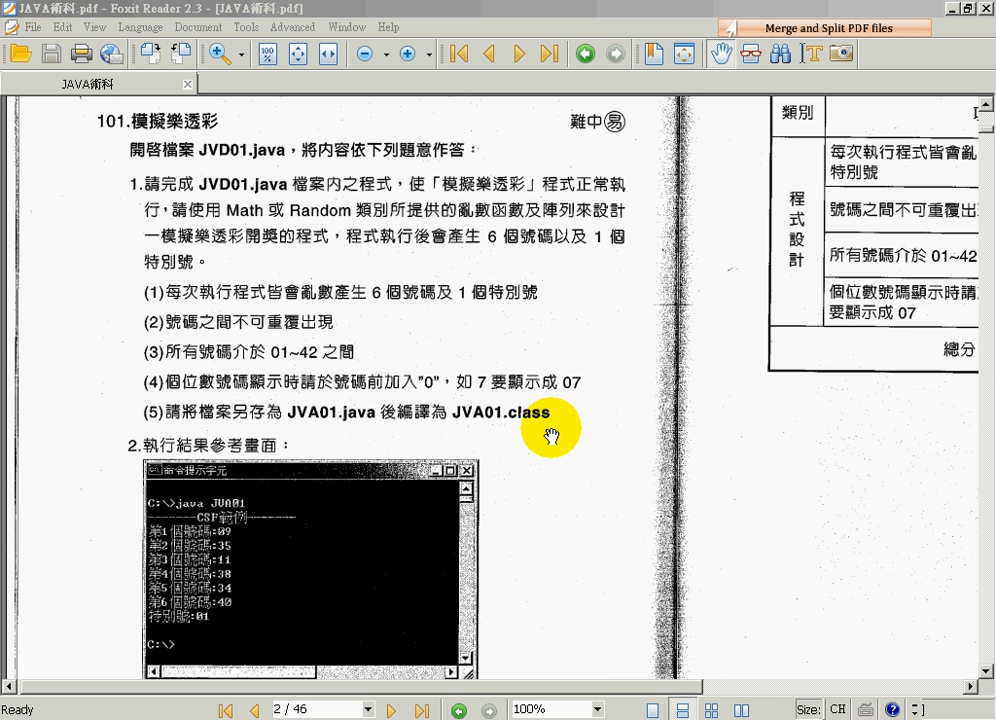 JAVA術科.pdf - Foxit Reader 2.3 - [JAVA術科.pdf]
File Edit View Language Document Tools Advanced Window Help
Merge and Split PDF files
JAVA術科
101.模擬樂透彩 難中易
開啓檔案 JVD01.java，將內容依下列題意作答：
1.請完成 JVD01.java 檔案內之程式，使「模擬樂透彩」程式正常執
行，請使用 Math 或 Random 類別所提供的亂數函數及陣列來設計
一模擬樂透彩開獎的程式，程式執行後會產生 6 個號碼以及 1 個
特別號。
(1)每次執行程式皆會亂數產生 6 個號碼及 1 個特別號
(2)號碼之間不可重覆出現
(3)所有號碼介於 01~42 之間
(4)個位數號碼顯示時請於號碼前加入"0"，如 7 要顯示成 07
(5)請將檔案另存為 JVA01.java 後編譯為 JVA01.class
2.執行結果參考畫面：
命令提示字元
C:\>java JVA01
-------CSF範例-------
第1個號碼:09
第2個號碼:35
第3個號碼:11
第4個號碼:38
第5個號碼:34
第6個號碼:40
特別號:01
C:\>
類別
程式設計
每次執行程式皆會亂
特別號
號碼之間不可重覆出
所有號碼介於 01~42
個位數號碼顯示時請
要顯示成 07
總分
Ready
2 / 46
100%
Size: CH